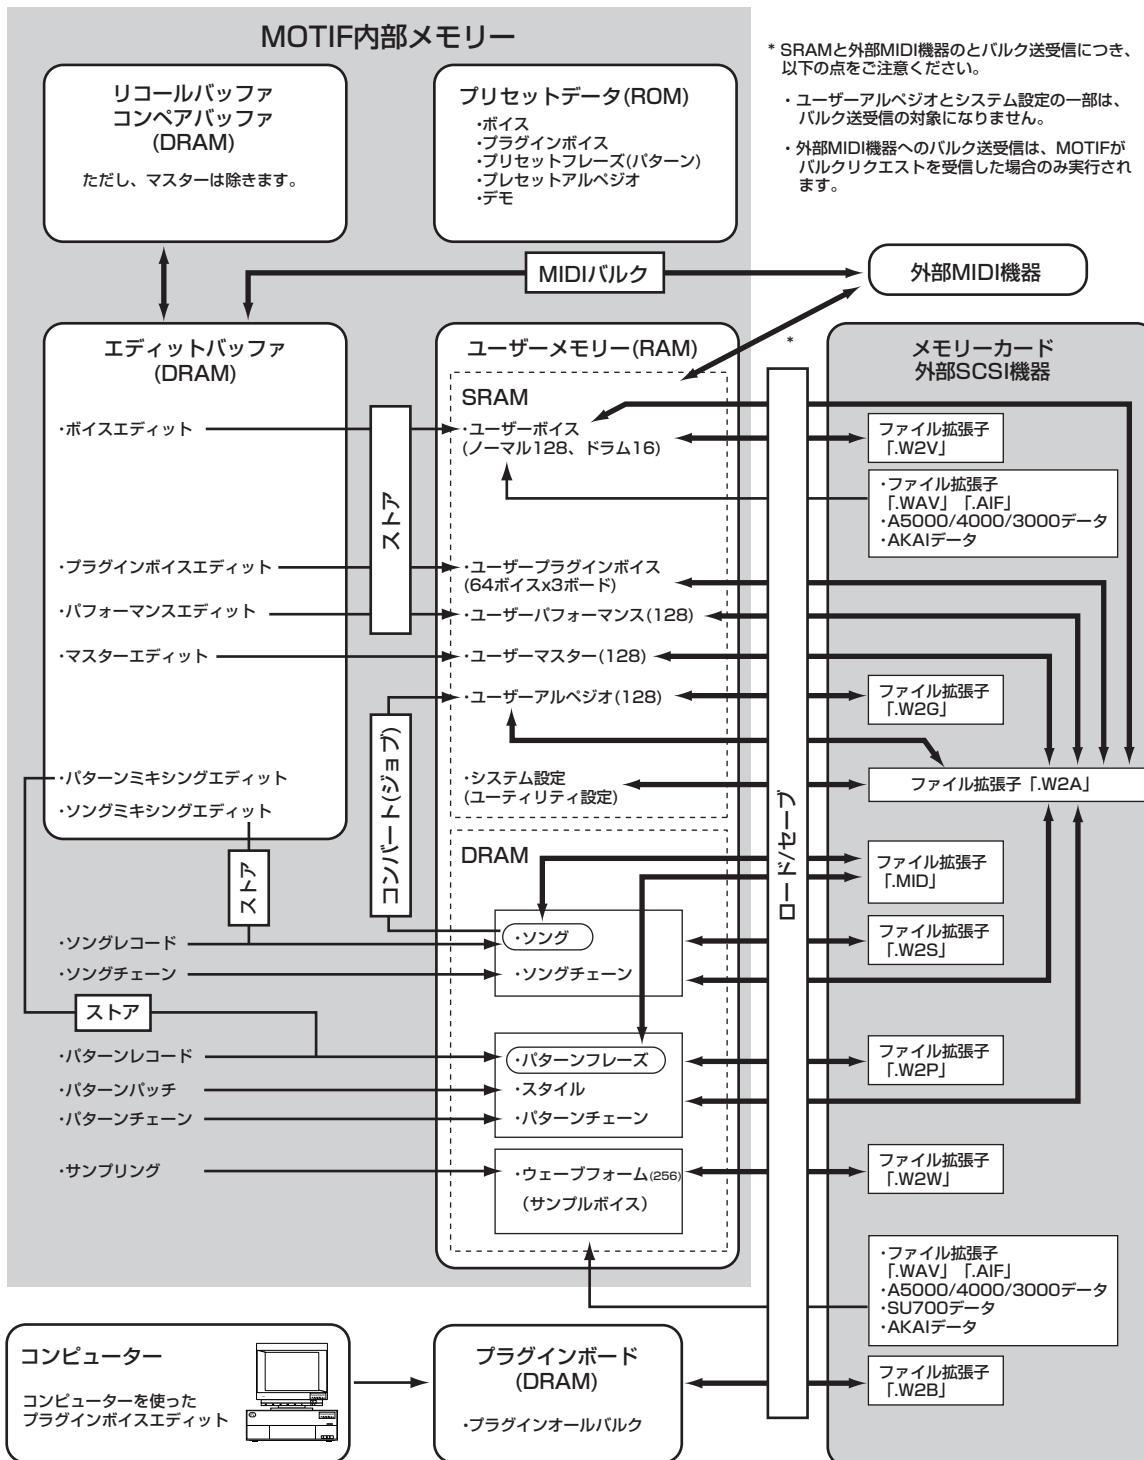 MOTIF内部メモリー
リコールバッファ
コンペアバッファ
(DRAM)
ただし、マスターは除きます。
プリセットデータ(ROM)
・ボイス
・プラグインボイス
・プリセットフレーズ(パターン)
・プレセットアルペジオ
・デモ
* SRAMと外部MIDI機器のとバルク送受信につき、
以下の点をご注意ください。
・ユーザーアルペジオとシステム設定の一部は、
バルク送受信の対象になりません。
・外部MIDI機器へのバルク送受信は、MOTIFが
バルクリクエストを受信した場合のみ実行され
ます。
MIDIバルク
外部MIDI機器
エディットバッファ
(DRAM)
・ボイスエディット
・プラグインボイスエディット
・パフォーマンスエディット
・マスターエディット
・パターンミキシングエディット
・ソングミキシングエディット
ストア
ストア
・ソングレコード
・ソングチェーン
ストア
・パターンレコード
・パターンパッチ
・パターンチェーン
・サンプリング
コンバート(ジョブ)
ユーザーメモリー(RAM)
SRAM
・ユーザーボイス
(ノーマル128、ドラム16)
・ユーザープラグインボイス
(64ボイスx3ボード)
・ユーザーパフォーマンス(128)
・ユーザーマスター(128)
・ユーザーアルペジオ(128)
・システム設定
(ユーティリティ設定)
DRAM
・ソング
・ソングチェーン
・パターンフレーズ
・スタイル
・パターンチェーン
・ウェーブフォーム(256)
(サンプルボイス)
*
ロード/セーブ
メモリーカード
外部SCSI機器
ファイル拡張子
「.W2V」
・ファイル拡張子
「.WAV」「.AIF」
・A5000/4000/3000データ
・AKAIデータ
ファイル拡張子
「.W2G」
ファイル拡張子「.W2A」
ファイル拡張子
「.MID」
ファイル拡張子
「.W2S」
ファイル拡張子
「.W2P」
ファイル拡張子
「.W2W」
・ファイル拡張子
「.WAV」「.AIF」
・A5000/4000/3000データ
・SU700データ
・AKAIデータ
ファイル拡張子
「.W2B」
コンピューター
コンピューターを使った
プラグインボイスエディット
プラグインボード
(DRAM)
・プラグインオールバルク